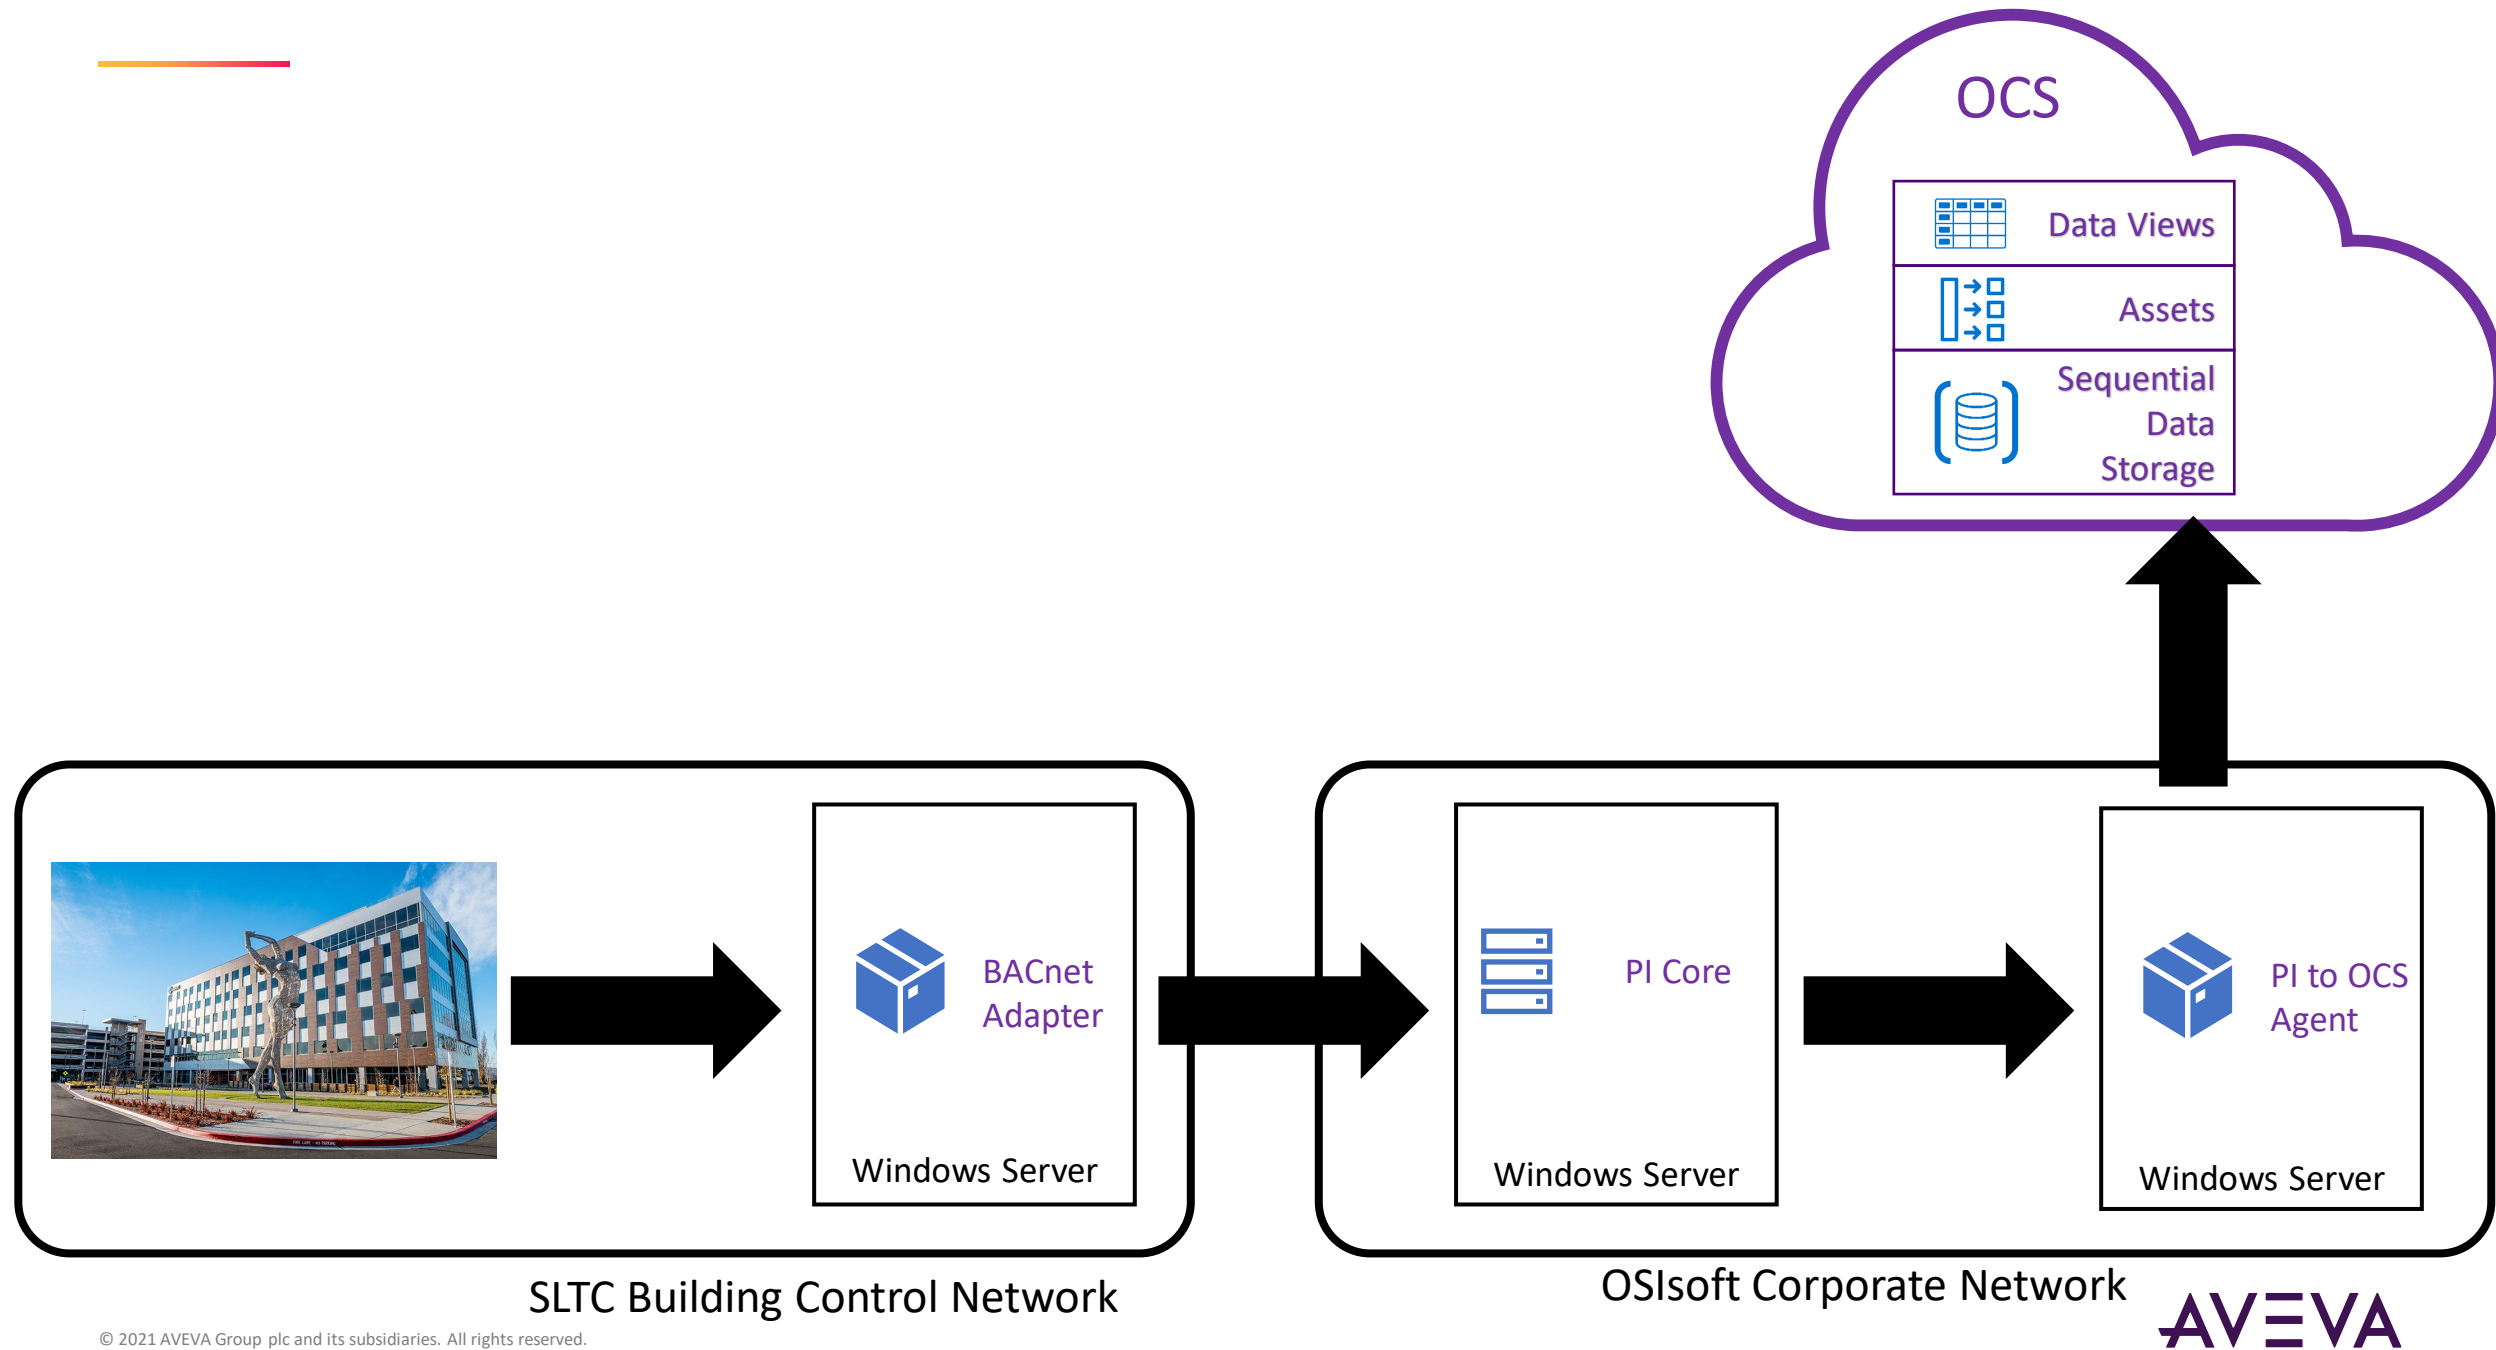 OCS
Data Views
Assets
Sequential
Data
Storage
BACnet
Adapter
Windows Server
PI Core
Windows Server
PI to OCS
Agent
Windows Server
SLTC Building Control Network
OSIsoft Corporate Network
© 2021 AVEVA Group plc and its subsidiaries. All rights reserved.
AVEVA